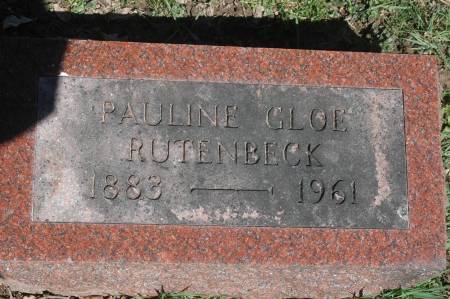 PAULINE GLOE
RUTENBECK
1883 — 1961